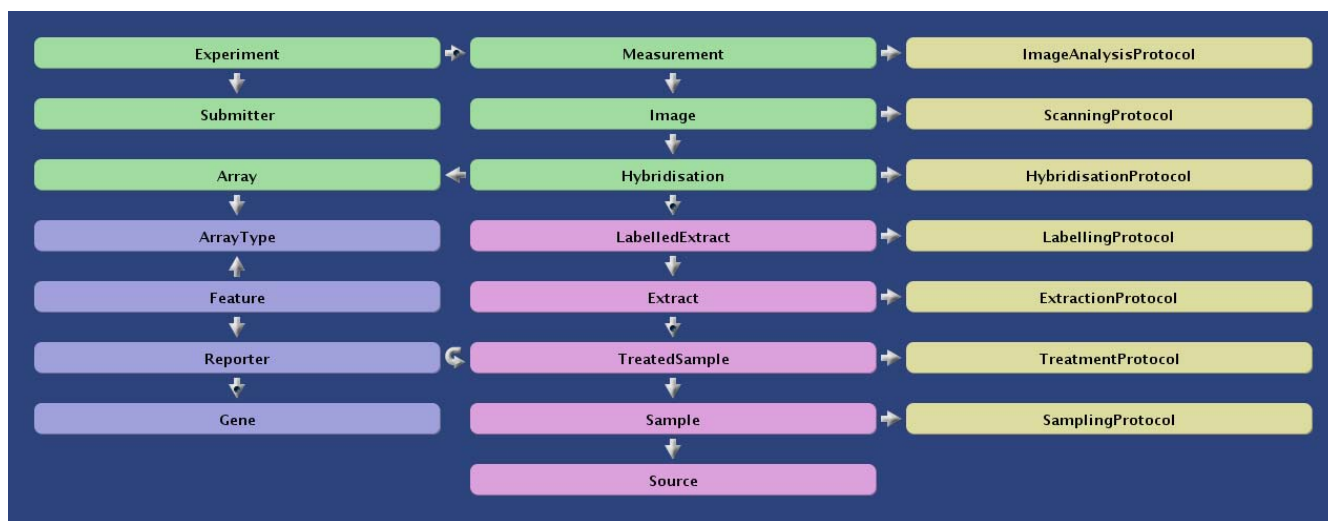 Experiment
Measurement
ImageAnalysisProtocol
Submitter
Image
ScanningProtocol
Array
Hybridisation
HybridisationProtocol
ArrayType
LabelledExtract
LabellingProtocol
Feature
Extract
ExtractionProtocol
Reporter
TreatedSample
TreatmentProtocol
Gene
Sample
SamplingProtocol
Source